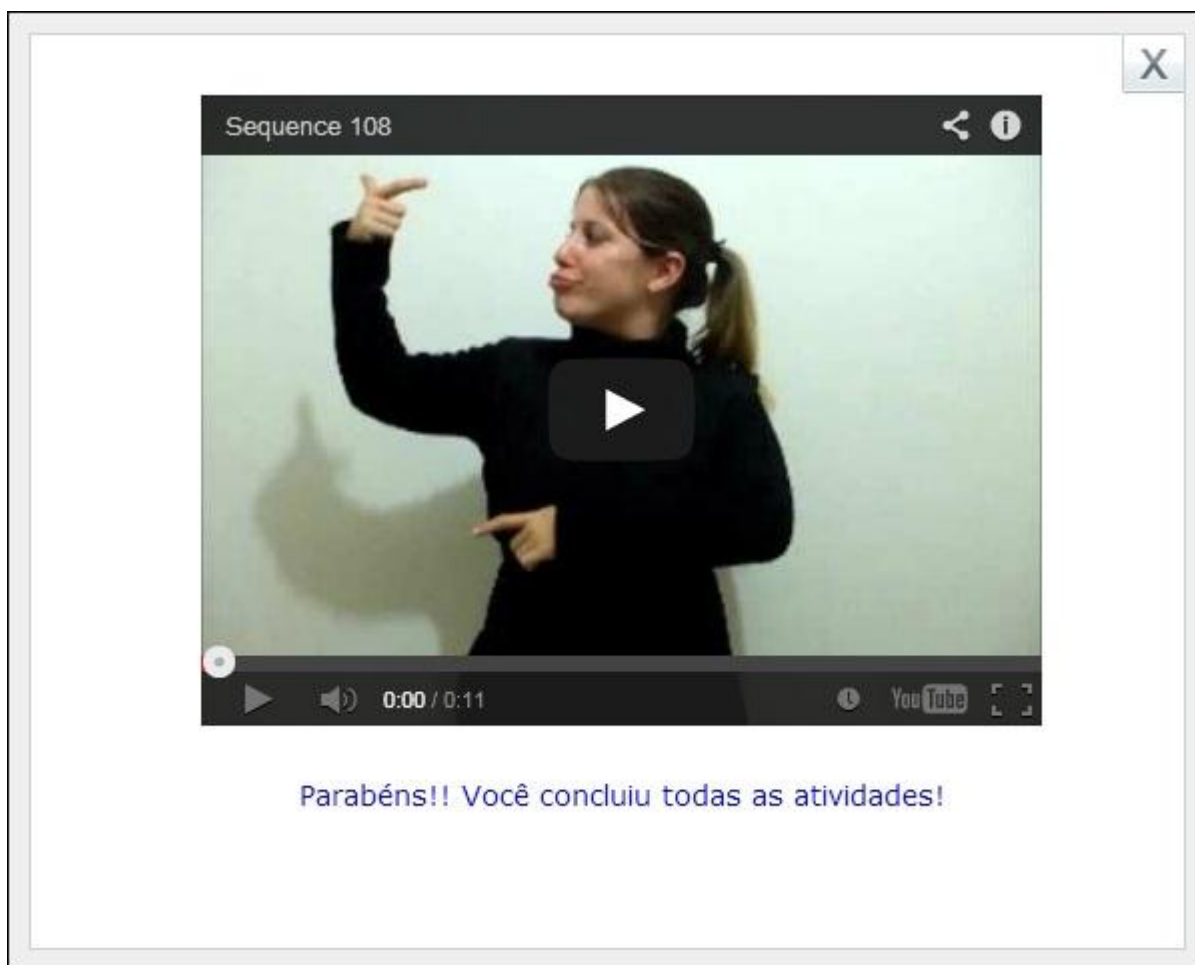 X
Sequence 108
0:00 / 0:11
YouTube
Parabéns!! Você concluiu todas as atividades!